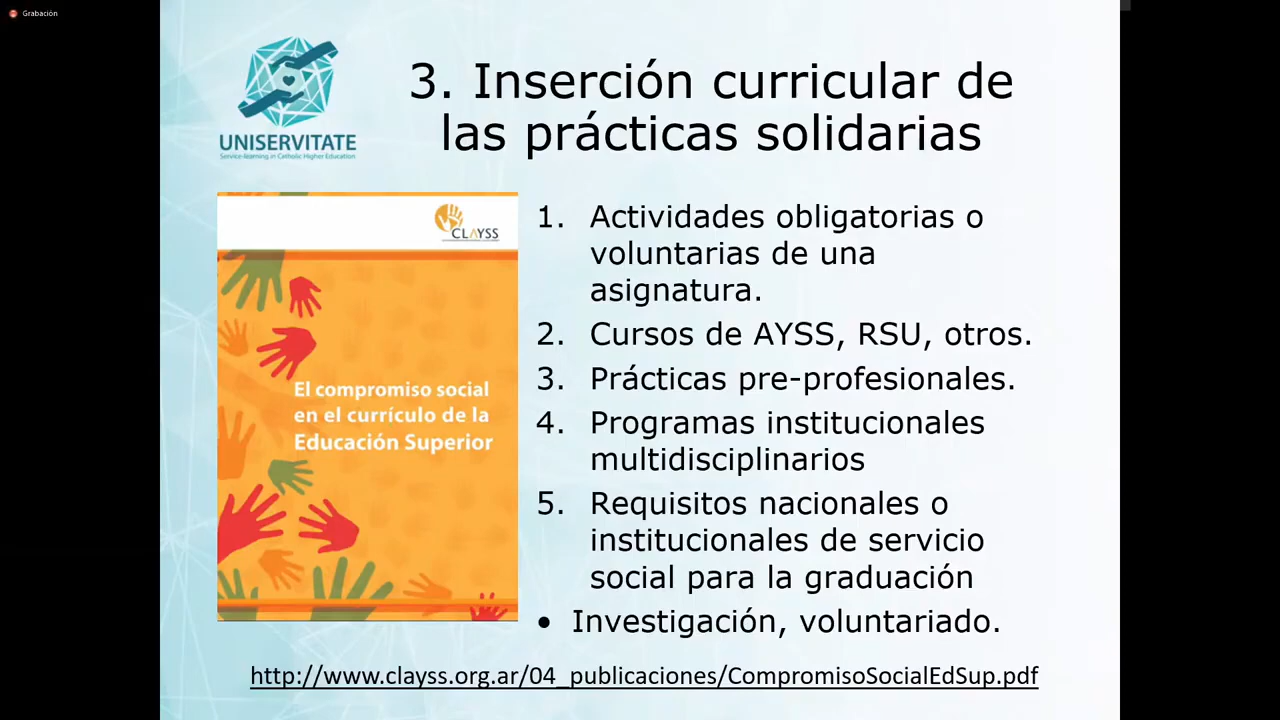 Grabación
UNISERVITATE
Service-learning in Catholic Higher Education
3. Inserción curricular de
las prácticas solidarias
CLAYSS
El compromiso social
en el currículo de la
Educación Superior
1. Actividades obligatorias o
voluntarias de una
asignatura.
2. Cursos de AYSS, RSU, otros.
3. Prácticas pre-profesionales.
4. Programas institucionales
multidisciplinarios
5. Requisitos nacionales o
institucionales de servicio
social para la graduación
• Investigación, voluntariado.
http://www.clayss.org.ar/04_publicaciones/CompromisoSocialEdSup.pdf